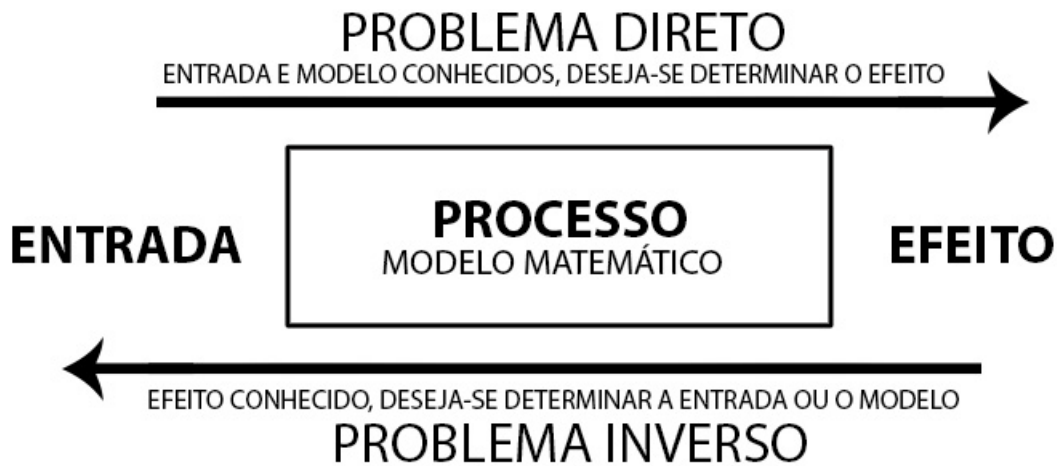 PROBLEMA DIRETO
ENTRADA E MODELO CONHECIDOS, DESEJA-SE DETERMINAR O EFEITO
ENTRADA
PROCESSO
MODELO MATEMÁTICO
EFEITO
EFEITO CONHECIDO, DESEJA-SE DETERMINAR A ENTRADA OU O MODELO
PROBLEMA INVERSO